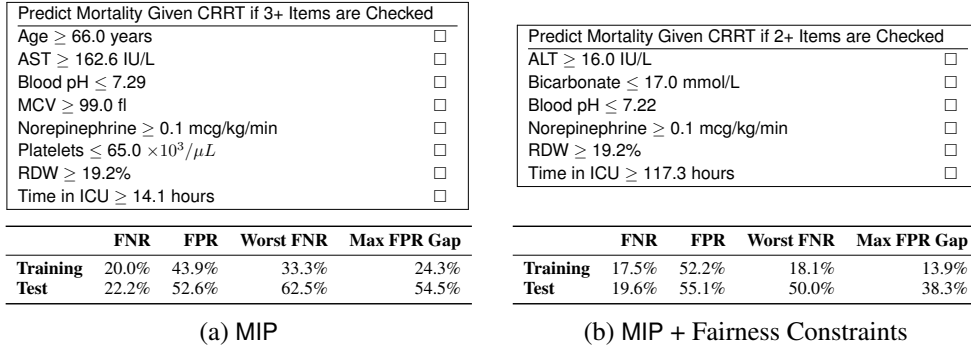 Predict Mortality Given CRRT if 3+ Items are Checked
Age ≥ 66.0 years □
AST ≥ 162.6 IU/L □
Blood pH ≤ 7.29 □
MCV ≥ 99.0 fl □
Norepinephrine ≥ 0.1 mcg/kg/min □
Platelets ≤ 65.0 ×10³/μL □
RDW ≥ 19.2% □
Time in ICU ≥ 14.1 hours □
FNR FPR Worst FNR Max FPR Gap
Training 20.0% 43.9% 33.3% 24.3%
Test 22.2% 52.6% 62.5% 54.5%
(a) MIP
Predict Mortality Given CRRT if 2+ Items are Checked
ALT ≥ 16.0 IU/L □
Bicarbonate ≤ 17.0 mmol/L □
Blood pH ≤ 7.22 □
Norepinephrine ≥ 0.1 mcg/kg/min □
RDW ≥ 19.2% □
Time in ICU ≥ 117.3 hours □
FNR FPR Worst FNR Max FPR Gap
Training 17.5% 52.2% 18.1% 13.9%
Test 19.6% 55.1% 50.0% 38.3%
(b) MIP + Fairness Constraints